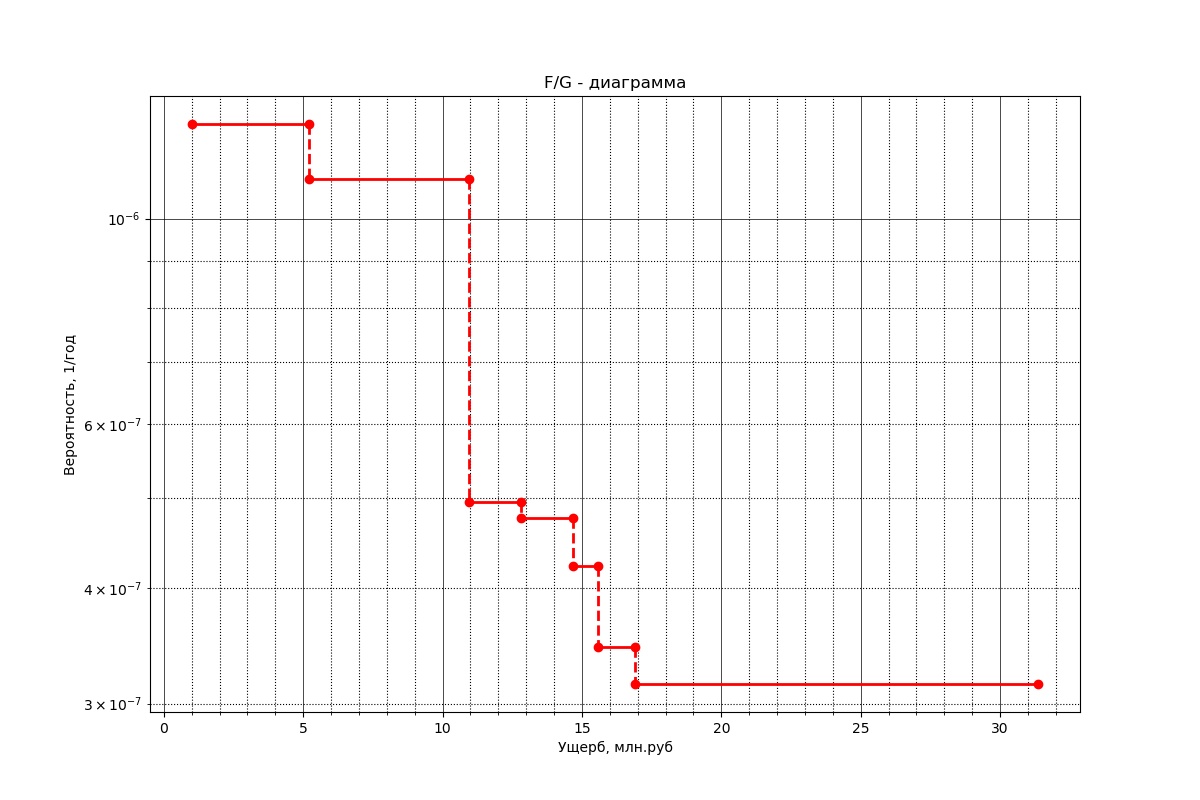 F/G - диаграмма
Вероятность, 1/год
10⁻⁶
6 × 10⁻⁷
4 × 10⁻⁷
3 × 10⁻⁷
0 5 10 15 20 25 30
Ущерб, млн.руб